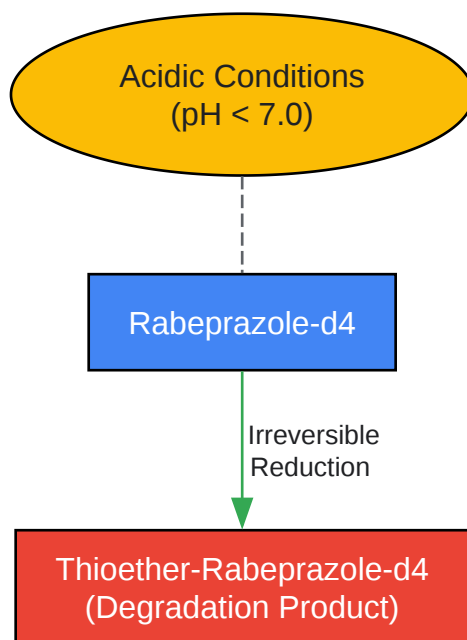 Acidic Conditions
(pH < 7.0)
Rabeprazole-d4
Irreversible
Reduction
Thioether-Rabeprazole-d4
(Degradation Product)